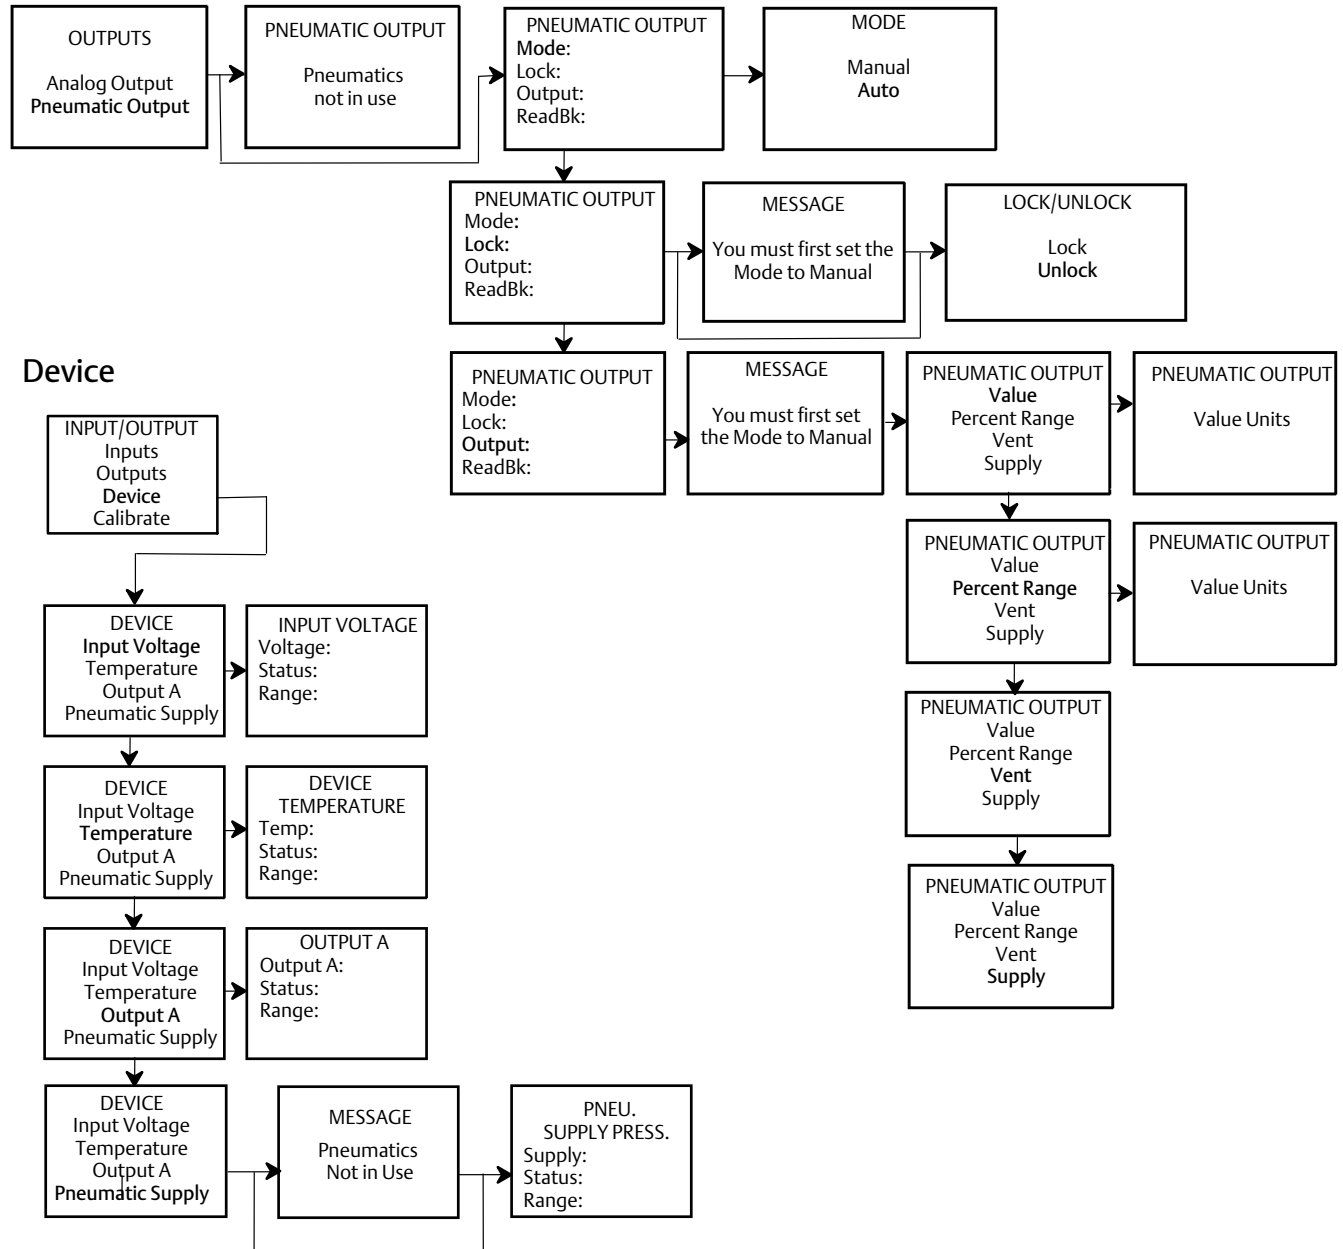 OUTPUTS
Analog Output
Pneumatic Output
PNEUMATIC OUTPUT
Pneumatics
not in use
PNEUMATIC OUTPUT
Mode:
Lock:
Output:
ReadBk:
MODE
Manual
Auto
PNEUMATIC OUTPUT
Mode:
Lock:
Output:
ReadBk:
MESSAGE
You must first set the
Mode to Manual
LOCK/UNLOCK
Lock
Unlock
PNEUMATIC OUTPUT
Mode:
Lock:
Output:
ReadBk:
MESSAGE
You must first set
the Mode to Manual
PNEUMATIC OUTPUT
Value
Percent Range
Vent
Supply
PNEUMATIC OUTPUT
Value Units
PNEUMATIC OUTPUT
Value
Percent Range
Vent
Supply
PNEUMATIC OUTPUT
Value Units
PNEUMATIC OUTPUT
Value
Percent Range
Vent
Supply
PNEUMATIC OUTPUT
Value
Percent Range
Vent
Supply
Device
INPUT/OUTPUT
Inputs
Outputs
Device
Calibrate
DEVICE
Input Voltage
Temperature
Output A
Pneumatic Supply
INPUT VOLTAGE
Voltage:
Status:
Range:
DEVICE
Input Voltage
Temperature
Output A
Pneumatic Supply
DEVICE
TEMPERATURE
Temp:
Status:
Range:
DEVICE
Input Voltage
Temperature
Output A
Pneumatic Supply
OUTPUT A
Output A:
Status:
Range:
DEVICE
Input Voltage
Temperature
Output A
Pneumatic Supply
MESSAGE
Pneumatics
Not in Use
PNEU.
SUPPLY PRESS.
Supply:
Status:
Range: